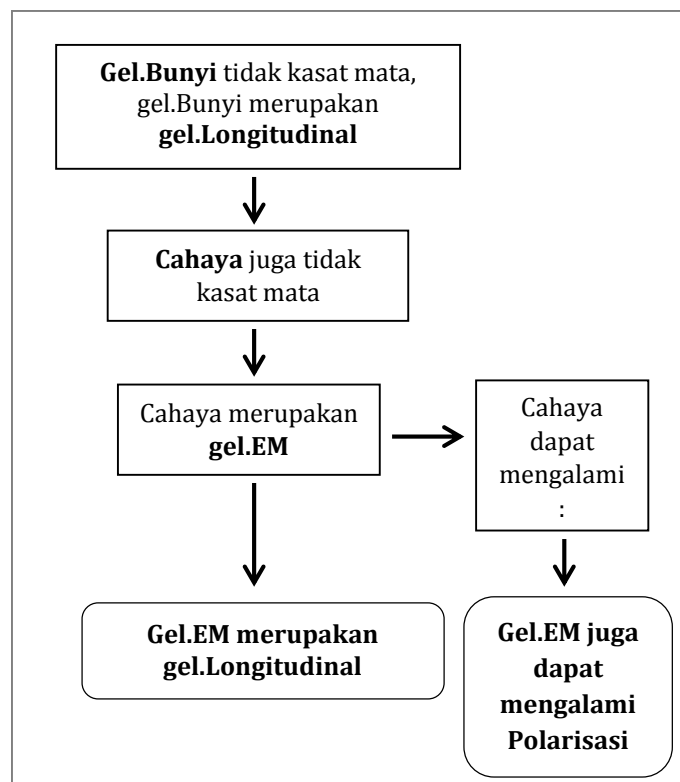 Gel.Bunyi tidak kasat mata,
gel.Bunyi merupakan
gel.Longitudinal
Cahaya juga tidak
kasat mata
Cahaya merupakan
gel.EM
Cahaya
dapat
mengalami
:
Gel.EM merupakan
gel.Longitudinal
Gel.EM juga
dapat
mengalami
Polarisasi